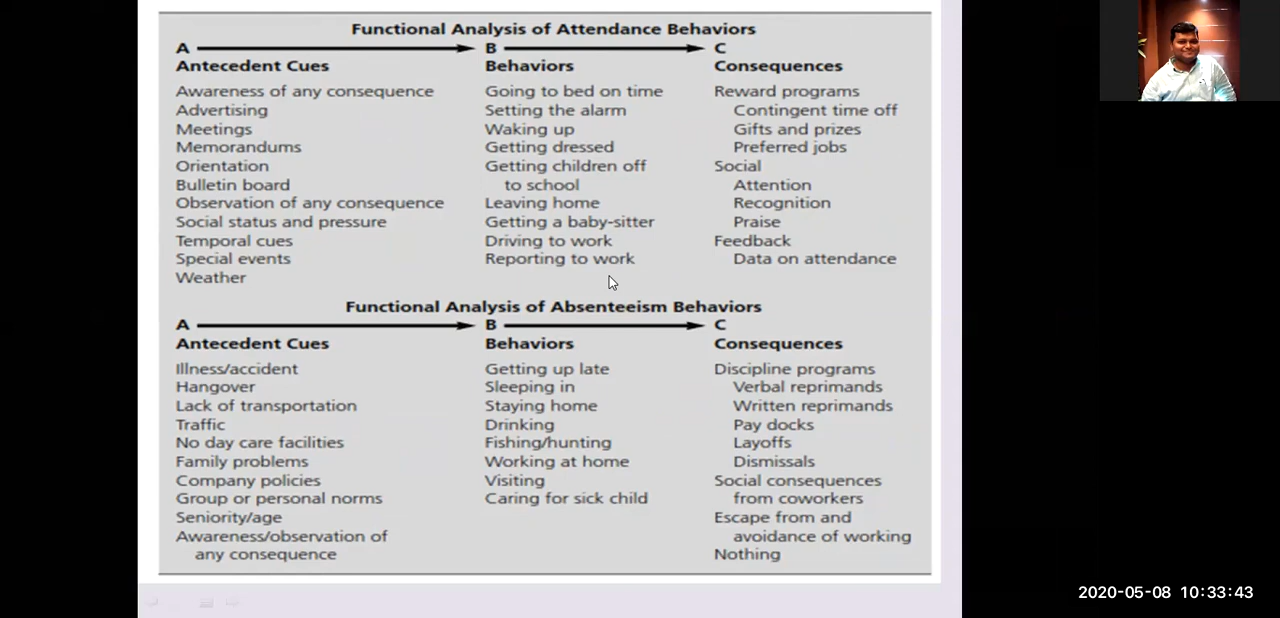 Functional Analysis of Attendance Behaviors
A B C
Antecedent Cues Behaviors Consequences
Awareness of any consequence Going to bed on time Reward programs
Advertising Setting the alarm Contingent time off
Meetings Waking up Gifts and prizes
Memorandums Getting dressed Preferred jobs
Orientation Getting children off Social
Bulletin board to school Attention
Observation of any consequence Leaving home Recognition
Social status and pressure Getting a baby-sitter Praise
Temporal cues Driving to work Feedback
Special events Reporting to work Data on attendance
Weather
Functional Analysis of Absenteeism Behaviors
A B C
Antecedent Cues Behaviors Consequences
Illness/accident Getting up late Discipline programs
Hangover Sleeping in Verbal reprimands
Lack of transportation Staying home Written reprimands
Traffic Drinking Pay docks
No day care facilities Fishing/hunting Layoffs
Family problems Working at home Dismissals
Company policies Visiting Social consequences
Group or personal norms Caring for sick child from coworkers
Seniority/age Escape from and
Awareness/observation of avoidance of working
any consequence Nothing
2020-05-08 10:33:43